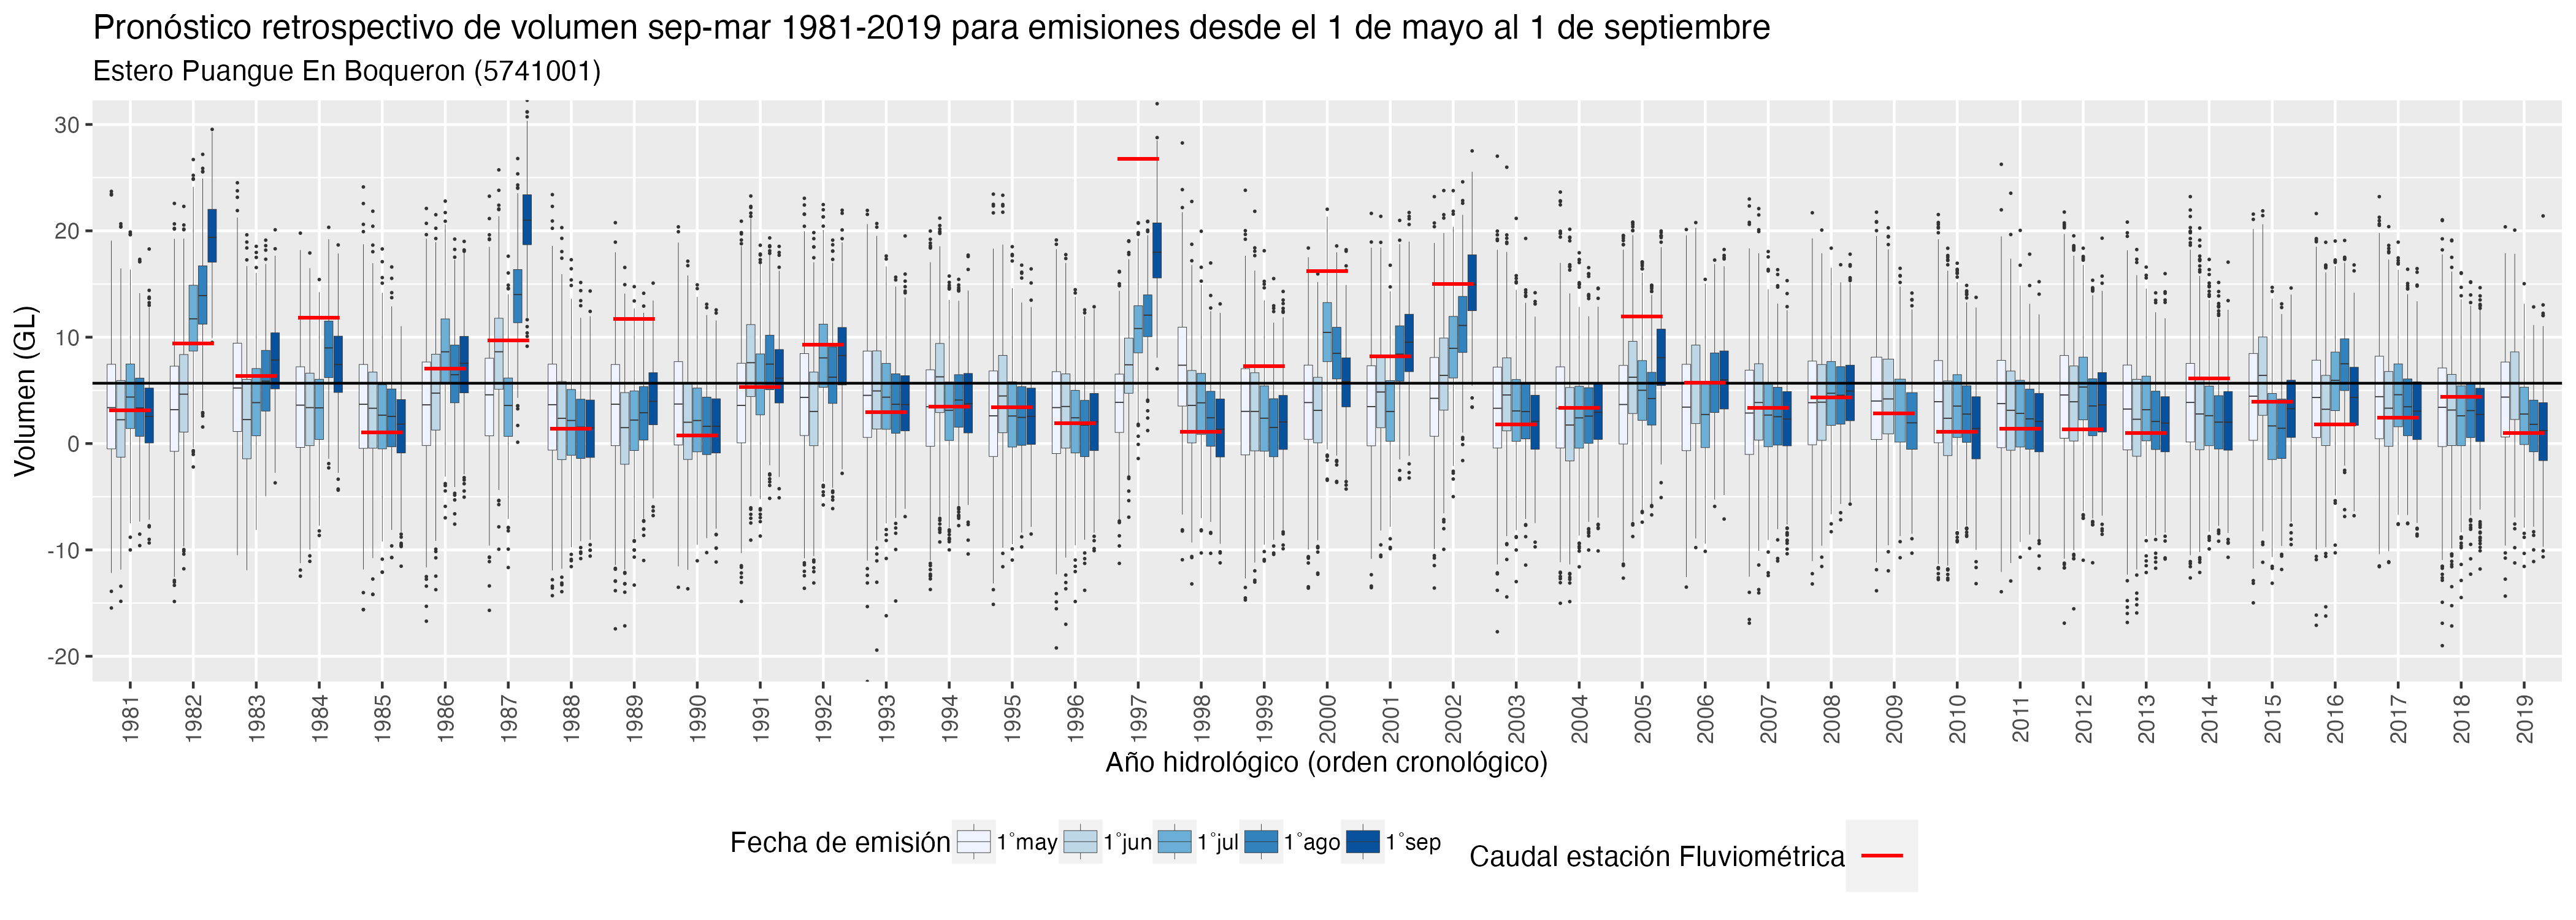 Pronóstico retrospectivo de volumen sep-mar 1981-2019 para emisiones desde el 1 de mayo al 1 de septiembre
Estero Puangue En Boqueron (5741001)
Volumen (GL)
30
20
10
0
-10
-20
1981 1982 1983 1984 1985 1986 1987 1988 1989 1990 1991 1992 1993 1994 1995 1996 1997 1998 1999 2000 2001 2002 2003 2004 2005 2006 2007 2008 2009 2010 2011 2012 2013 2014 2015 2016 2017 2018 2019
Año hidrológico (orden cronológico)
Fecha de emisión 1°may 1°jun 1°jul 1°ago 1°sep
Caudal estación Fluviométrica